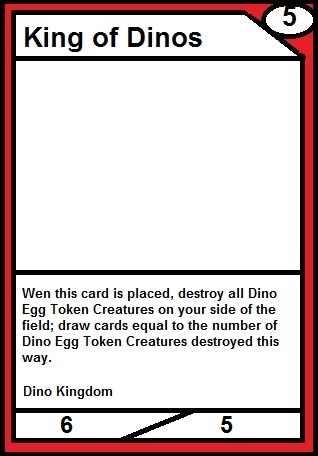 King of Dinos
5
Wen this card is placed, destroy all Dino
Egg Token Creatures on your side of the
field; draw cards equal to the number of
Dino Egg Token Creatures destroyed this
way.
Dino Kingdom
6
5